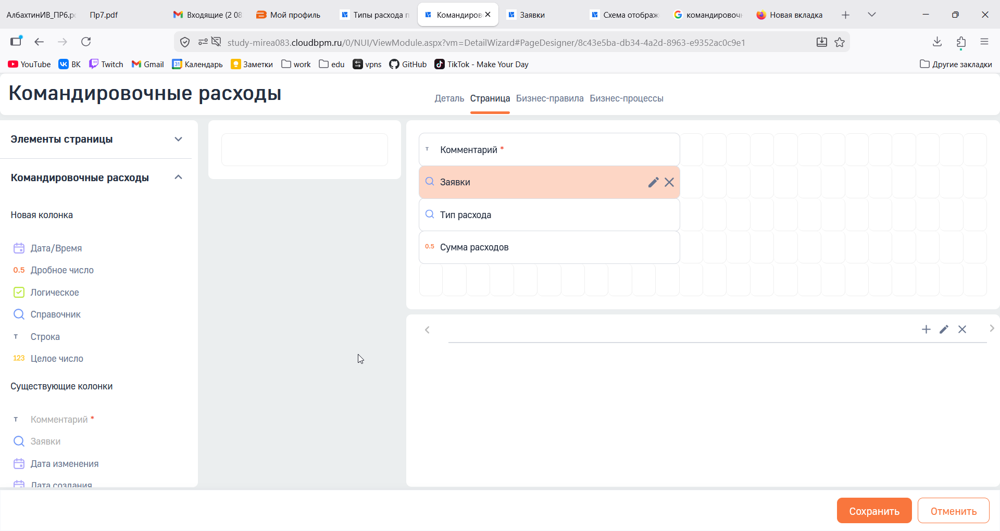 АлбахтинИВ_ПР6.pd
Пр7.pdf
Входящие (2 08
Мой профиль
Типы расхода п
Командиров
Заявки
Схема отображ
командировочн
Новая вкладка
study-mirea083.cloudbpm.ru/0/NUI/ViewModule.aspx?vm=DetailWizard#PageDesigner/8c43e5ba-db34-4a2d-8963-e9352ac0c9e1
YouTube
ВК
Twitch
Gmail
31
Календарь
Заметки
work
edu
vpns
GitHub
TikTok - Make Your Day
Другие закладки
Командировочные расходы
Деталь
Страница
Бизнес-правила
Бизнес-процессы
Элементы страницы
Командировочные расходы
Новая колонка
Дата/Время
0.5 Дробное число
Логическое
Справочник
T Строка
123 Целое число
Существующие колонки
T Комментарий *
Заявки
Дата изменения
Дата создания
T Комментарий *
Заявки
Тип расхода
0.5 Сумма расходов
Сохранить
Отменить